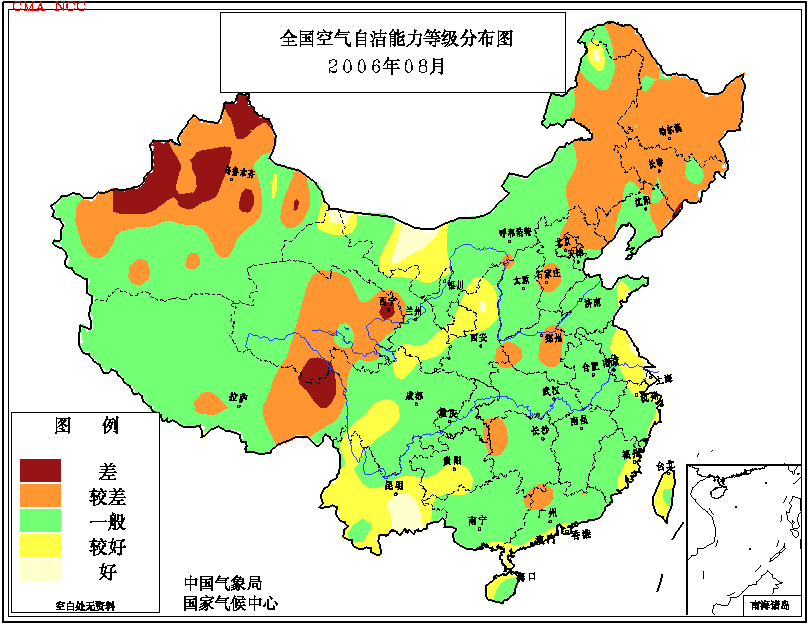 CMA NCC
全国空气自洁能力等级分布图
2006年08月
哈尔滨
长春
乌鲁木齐
沈阳
呼和浩特
北京
天津
银川
太原
石家庄
西宁
济南
兰州
西安
郑州
合肥
南京
上海
拉萨
成都
武汉
杭州
重庆
长沙
南昌
贵阳
福州
昆明
台北
南宁
广州
澳门
香港
海口
图 例
差
较差
一般
较好
好
空白处无资料
中国气象局
国家气候中心
南海诸岛